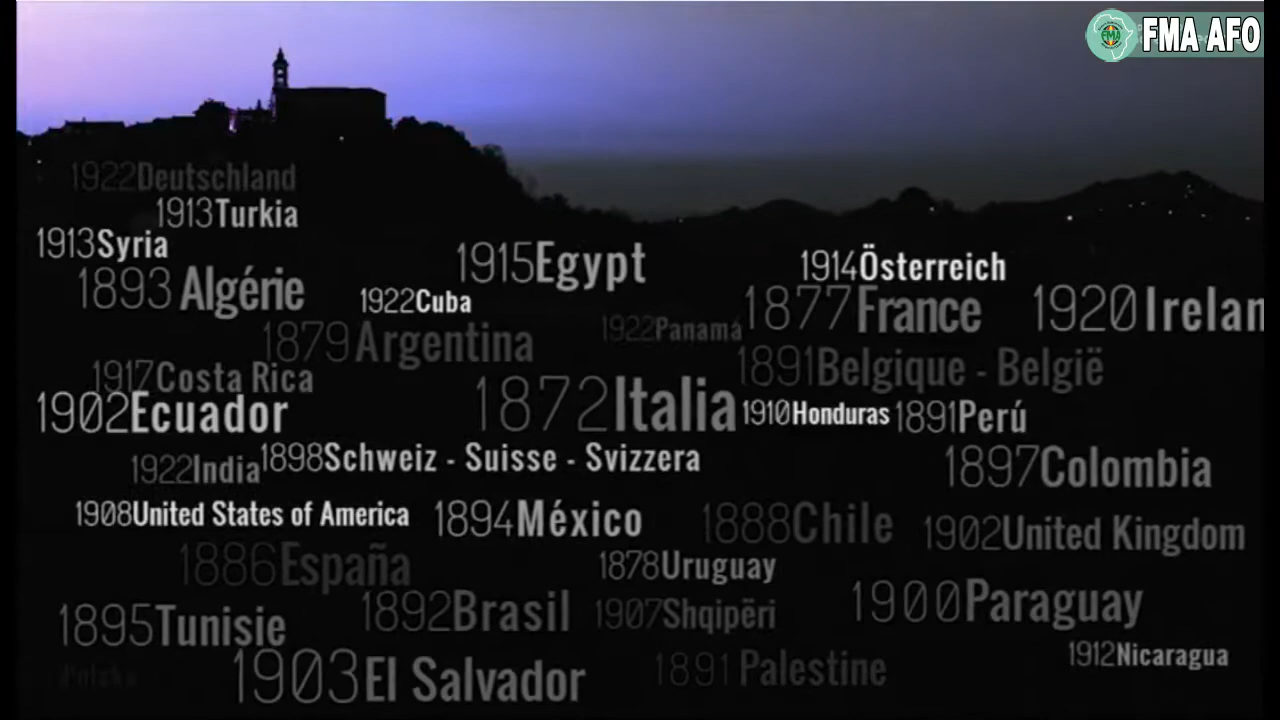 FMA AFO
1922Deutschland
1913Turkia
1913Syria
1915Egypt
1914Österreich
1893 Algérie
1922Cuba
1877France
1920Irelan
1879Argentina
1922Panamá
1917Costa Rica
1891Belgique - België
1902Ecuador
1872Italia
1910Honduras
1891Perú
1922India
1898Schweiz - Suisse - Svizzera
1897Colombia
1908United States of America
1894México
1888Chile
1902United Kingdom
1886España
1878Uruguay
1895Tunisie
1892Brasil
1907Shqipëri
1900Paraguay
1903El Salvador
1891 Palestine
1912Nicaragua
Polska